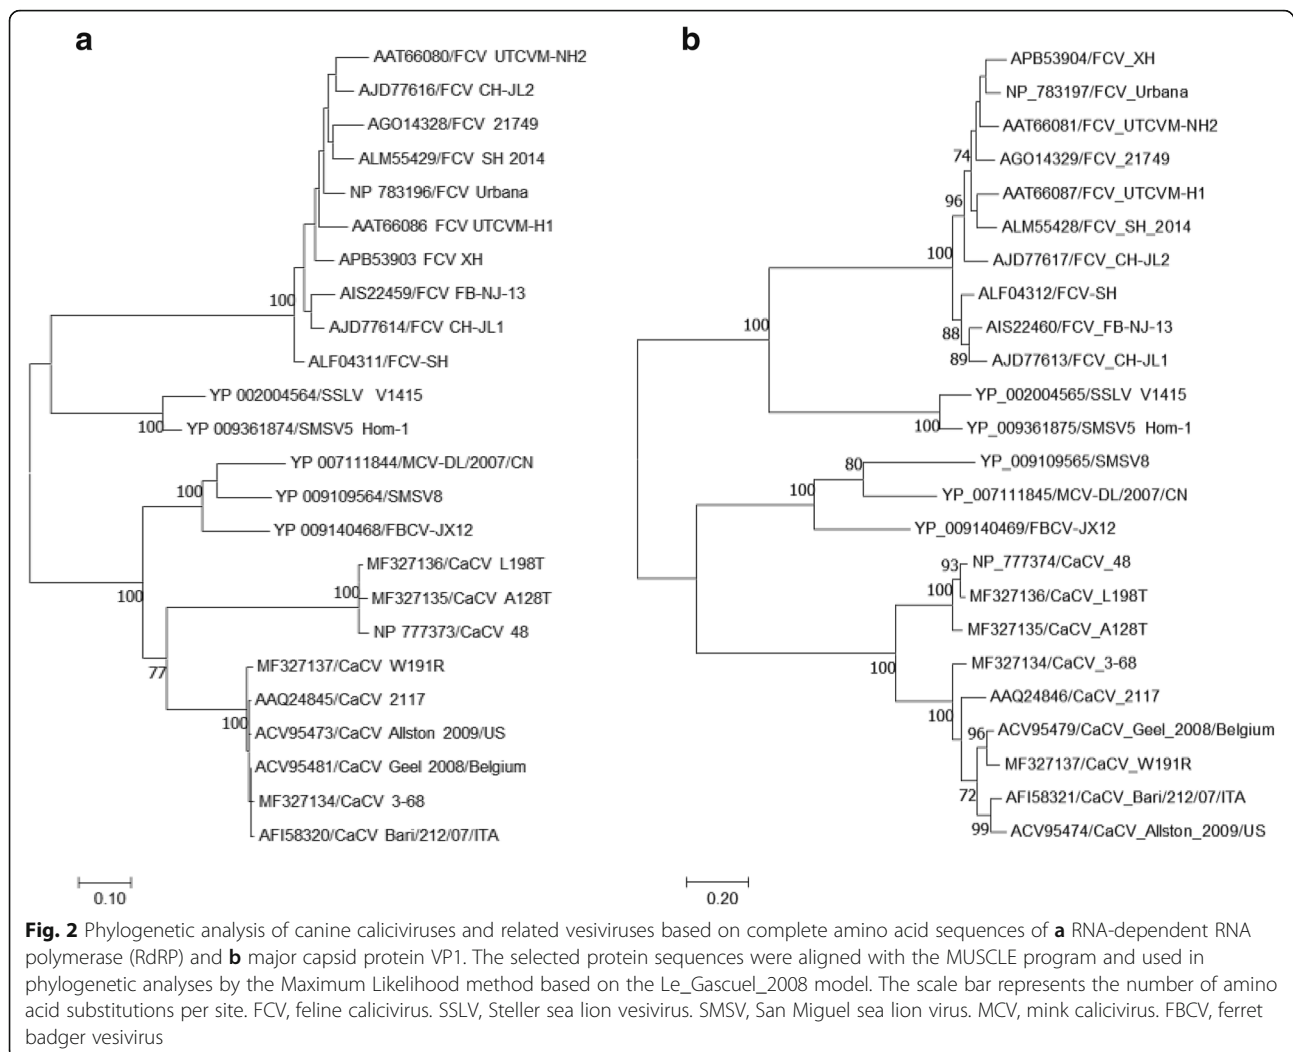 a
AAT66080/FCV UTCVM-NH2
AJD77616/FCV CH-JL2
AGO14328/FCV 21749
ALM55429/FCV SH 2014
NP 783196/FCV Urbana
AAT66086 FCV UTCVM-H1
APB53903 FCV XH
100
AIS22459/FCV FB-NJ-13
AJD77614/FCV CH-JL1
ALF04311/FCV-SH
YP 002004564/SSLV V1415
100
YP 009361874/SMSV5 Hom-1
YP 007111844/MCV-DL/2007/CN
100
YP 009109564/SMSV8
YP 009140468/FBCV-JX12
MF327136/CaCV L198T
100
100
MF327135/CaCV A128T
NP 777373/CaCV 48
77
MF327137/CaCV W191R
AAQ24845/CaCV 2117
100
ACV95473/CaCV Allston 2009/US
ACV95481/CaCV Geel 2008/Belgium
MF327134/CaCV 3-68
AFI58320/CaCV Bari/212/07/ITA
0.10
b
APB53904/FCV_XH
NP_783197/FCV_Urbana
AAT66081/FCV_UTCVM-NH2
74
AGO14329/FCV_21749
96
AAT66087/FCV_UTCVM-H1
ALM55428/FCV_SH_2014
100
AJD77617/FCV_CH-JL2
ALF04312/FCV-SH
100
88
AIS22460/FCV_FB-NJ-13
89
AJD77613/FCV_CH-JL1
YP_002004565/SSLV V1415
100
YP_009361875/SMSV5 Hom-1
80
YP_009109565/SMSV8
100
YP_007111845/MCV-DL/2007/CN
YP_009140469/FBCV-JX12
93
NP_777374/CaCV_48
100
MF327136/CaCV_L198T
MF327135/CaCV_A128T
100
MF327134/CaCV_3-68
100
AAQ24846/CaCV_2117
96
ACV95479/CaCV_Geel_2008/Belgium
MF327137/CaCV_W191R
72
AFI58321/CaCV_Bari/212/07/ITA
99
ACV95474/CaCV_Allston_2009/US
0.20
Fig. 2 Phylogenetic analysis of canine caliciviruses and related vesiviruses based on complete amino acid sequences of a RNA-dependent RNA
polymerase (RdRP) and b major capsid protein VP1. The selected protein sequences were aligned with the MUSCLE program and used in
phylogenetic analyses by the Maximum Likelihood method based on the Le_Gascuel_2008 model. The scale bar represents the number of amino
acid substitutions per site. FCV, feline calicivirus. SSLV, Steller sea lion vesivirus. SMSV, San Miguel sea lion virus. MCV, mink calicivirus. FBCV, ferret
badger vesivirus